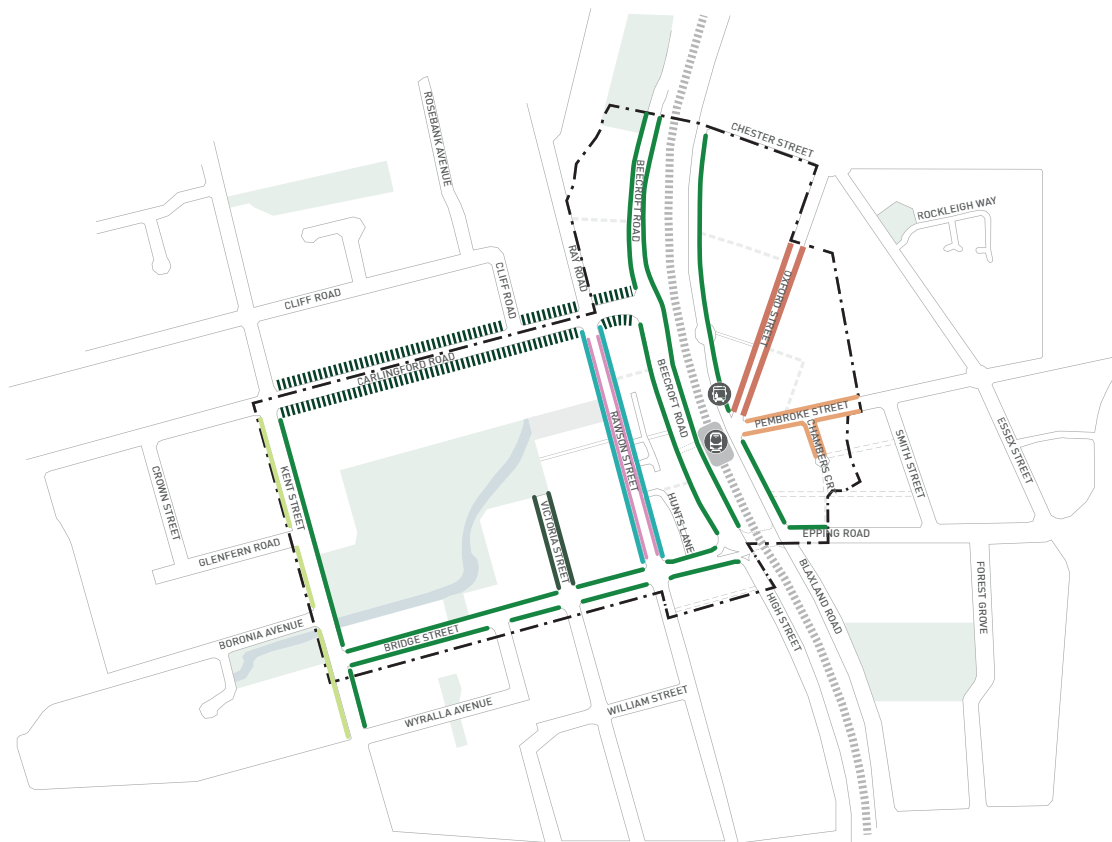 CHESTER STREET
ROSEBANK AVENUE
BEECROFT ROAD
ROCKLEIGH WAY
RAY ROAD
CLIFF ROAD
CLIFF ROAD
OXFORD STREET
CARLINGFORD ROAD
BEECROFT ROAD
PEMBROKE STREET
RAWSON STREET
CHAMBERS CRT
SMITH STREET
ESSEX STREET
CROWN STREET
KENT STREET
GLENFERN ROAD
VICTORIA STREET
HUNTS LANE
EPPING ROAD
BLAXLAND ROAD
FOREST GROVE
BORONIA AVENUE
BRIDGE STREET
HIGH STREET
WYRALLA AVENUE
WILLIAM STREET